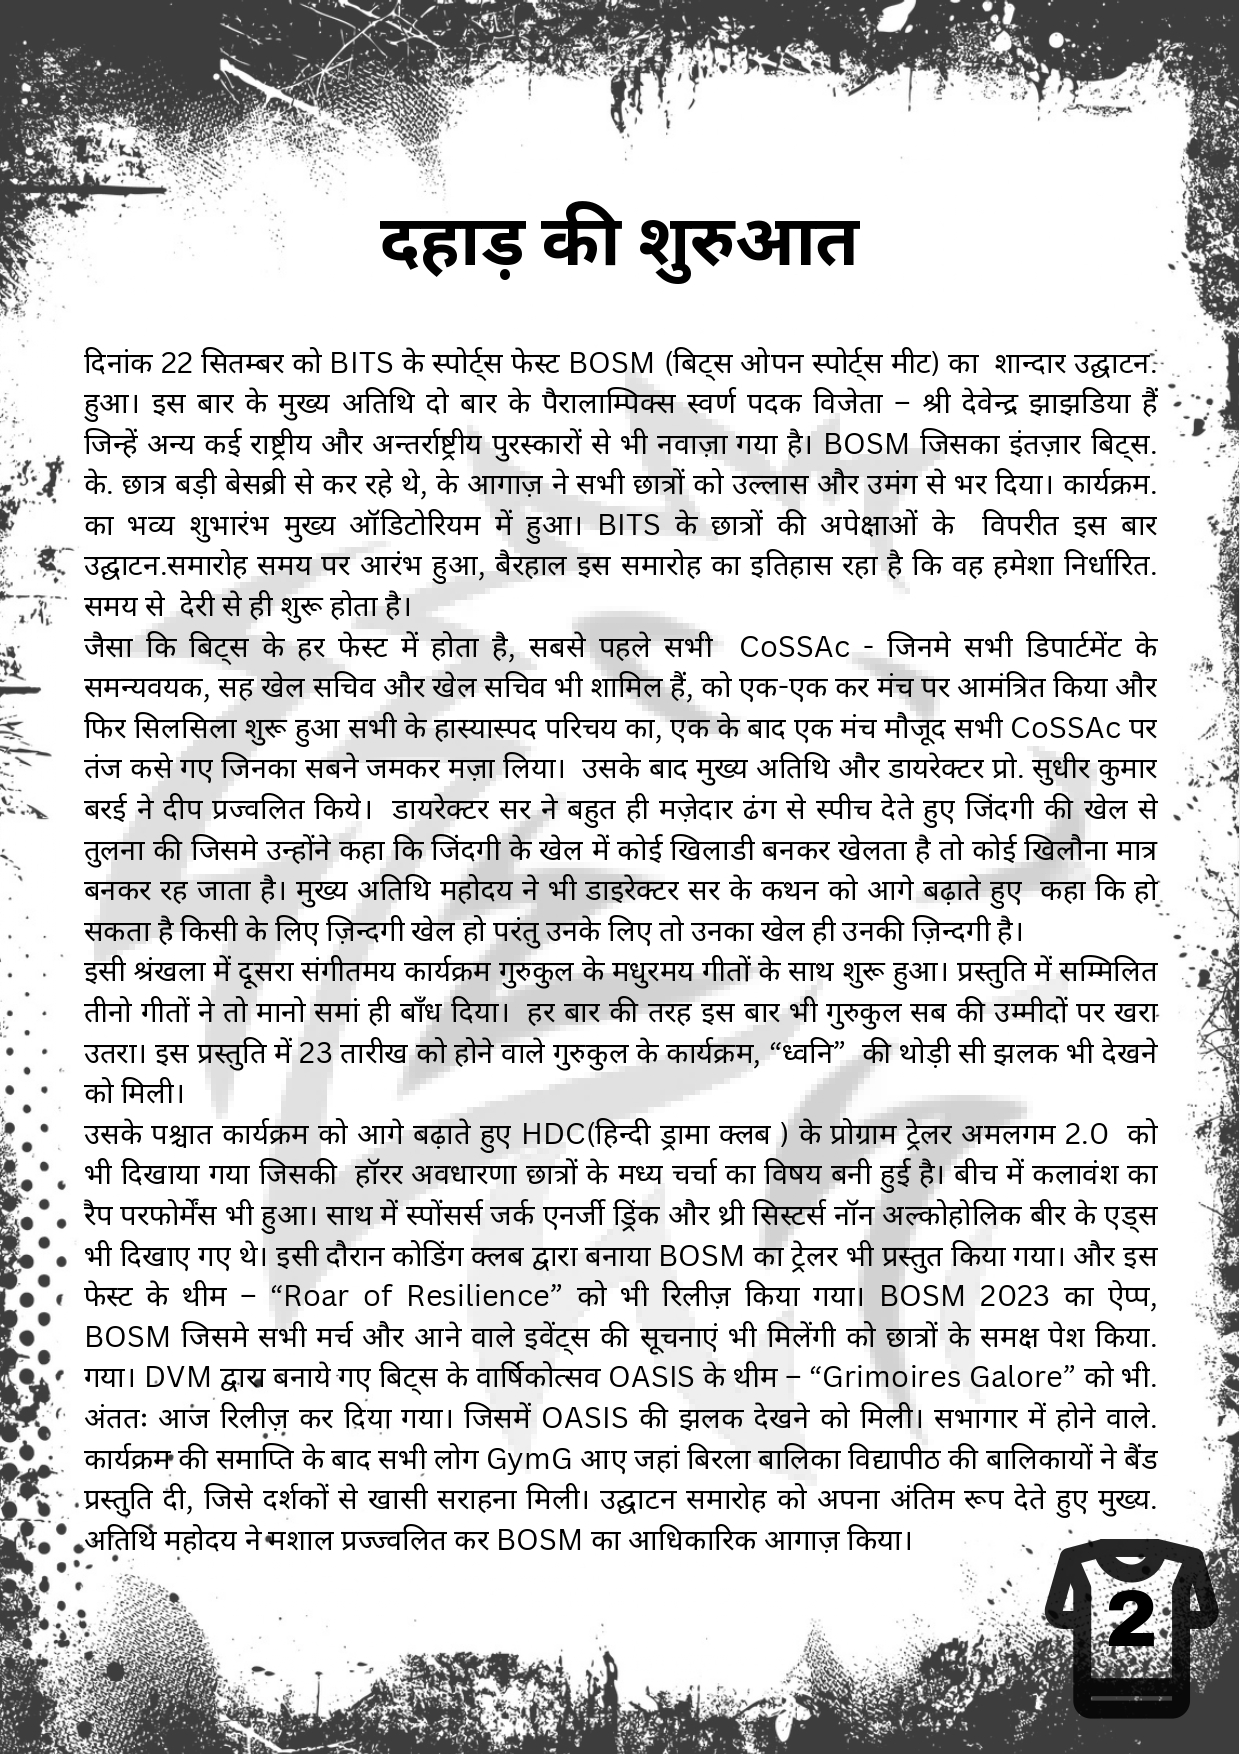 दहाड़ की शुरुआत
दिनांक 22 सितम्बर को BITS के स्पोर्ट्स फेस्ट BOSM (बिट्स ओपन स्पोर्ट्स मीट) का शान्दार उद्घाटन.
हुआ। इस बार के मुख्य अतिथि दो बार के पैरालाम्पिक्स स्वर्ण पदक विजेता – श्री देवेन्द्र झाझडिया हैं
जिन्हें अन्य कई राष्ट्रीय और अन्तर्राष्ट्रीय पुरस्कारों से भी नवाज़ा गया है। BOSM जिसका इंतज़ार बिट्स.
के. छात्र बड़ी बेसब्री से कर रहे थे, के आगाज़ ने सभी छात्रों को उल्लास और उमंग से भर दिया। कार्यक्रम.
का भव्य शुभारंभ मुख्य ऑडिटोरियम में हुआ। BITS के छात्रों की अपेक्षाओं के विपरीत इस बार
उद्घाटन.समारोह समय पर आरंभ हुआ, बैरहाल इस समारोह का इतिहास रहा है कि वह हमेशा निर्धारित.
समय से देरी से ही शुरू होता है।
जैसा कि बिट्स के हर फेस्ट में होता है, सबसे पहले सभी CoSSAc - जिनमे सभी डिपार्टमेंट के
समन्यवयक, सह खेल सचिव और खेल सचिव भी शामिल हैं, को एक-एक कर मंच पर आमंत्रित किया और
फिर सिलसिला शुरू हुआ सभी के हास्यास्पद परिचय का, एक के बाद एक मंच मौजूद सभी CoSSAc पर
तंज कसे गए जिनका सबने जमकर मज़ा लिया। उसके बाद मुख्य अतिथि और डायरेक्टर प्रो. सुधीर कुमार
बरई ने दीप प्रज्वलित किये। डायरेक्टर सर ने बहुत ही मज़ेदार ढंग से स्पीच देते हुए जिंदगी की खेल से
तुलना की जिसमे उन्होंने कहा कि जिंदगी के खेल में कोई खिलाडी बनकर खेलता है तो कोई खिलौना मात्र
बनकर रह जाता है। मुख्य अतिथि महोदय ने भी डाइरेक्टर सर के कथन को आगे बढ़ाते हुए कहा कि हो
सकता है किसी के लिए ज़िन्दगी खेल हो परंतु उनके लिए तो उनका खेल ही उनकी ज़िन्दगी है।
इसी श्रंखला में दूसरा संगीतमय कार्यक्रम गुरुकुल के मधुरमय गीतों के साथ शुरू हुआ। प्रस्तुति में सम्मिलित
तीनो गीतों ने तो मानो समां ही बाँध दिया। हर बार की तरह इस बार भी गुरुकुल सब की उम्मीदों पर खरा
उतरा। इस प्रस्तुति में 23 तारीख को होने वाले गुरुकुल के कार्यक्रम, “ध्वनि” की थोड़ी सी झलक भी देखने
को मिली।
उसके पश्चात कार्यक्रम को आगे बढ़ाते हुए HDC(हिन्दी ड्रामा क्लब ) के प्रोग्राम ट्रेलर अमलगम 2.0 को
भी दिखाया गया जिसकी हॉरर अवधारणा छात्रों के मध्य चर्चा का विषय बनी हुई है। बीच में कलावंश का
रैप परफोर्मेंस भी हुआ। साथ में स्पोंसर्स जर्क एनर्जी ड्रिंक और थ्री सिस्टर्स नॉन अल्कोहोलिक बीर के एड्स
भी दिखाए गए थे। इसी दौरान कोडिंग क्लब द्वारा बनाया BOSM का ट्रेलर भी प्रस्तुत किया गया। और इस
फेस्ट के थीम – “Roar of Resilience” को भी रिलीज़ किया गया। BOSM 2023 का ऐप्प,
BOSM जिसमे सभी मर्च और आने वाले इवेंट्स की सूचनाएं भी मिलेंगी को छात्रों के समक्ष पेश किया.
गया। DVM द्वारा बनाये गए बिट्स के वार्षिकोत्सव OASIS के थीम – “Grimoires Galore” को भी.
अंततः आज रिलीज़ कर दिया गया। जिसमें OASIS की झलक देखने को मिली। सभागार में होने वाले.
कार्यक्रम की समाप्ति के बाद सभी लोग GymG आए जहां बिरला बालिका विद्यापीठ की बालिकायों ने बैंड
प्रस्तुति दी, जिसे दर्शकों से खासी सराहना मिली। उद्घाटन समारोह को अपना अंतिम रूप देते हुए मुख्य.
अतिथि महोदय ने मशाल प्रज्ज्वलित कर BOSM का आधिकारिक आगाज़ किया।
2